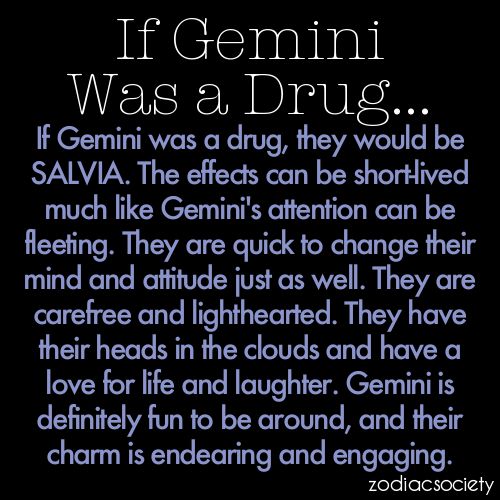 If Gemini
Was a Drug...
If Gemini was a drug, they would be
SALVIA. The effects can be short-lived
much like Gemini's attention can be
fleeting. They are quick to change their
mind and attitude just as well. They are
carefree and lighthearted. They have
their heads in the clouds and have a
love for life and laughter. Gemini is
definitely fun to be around, and their
charm is endearing and engaging.
zodiacsociety